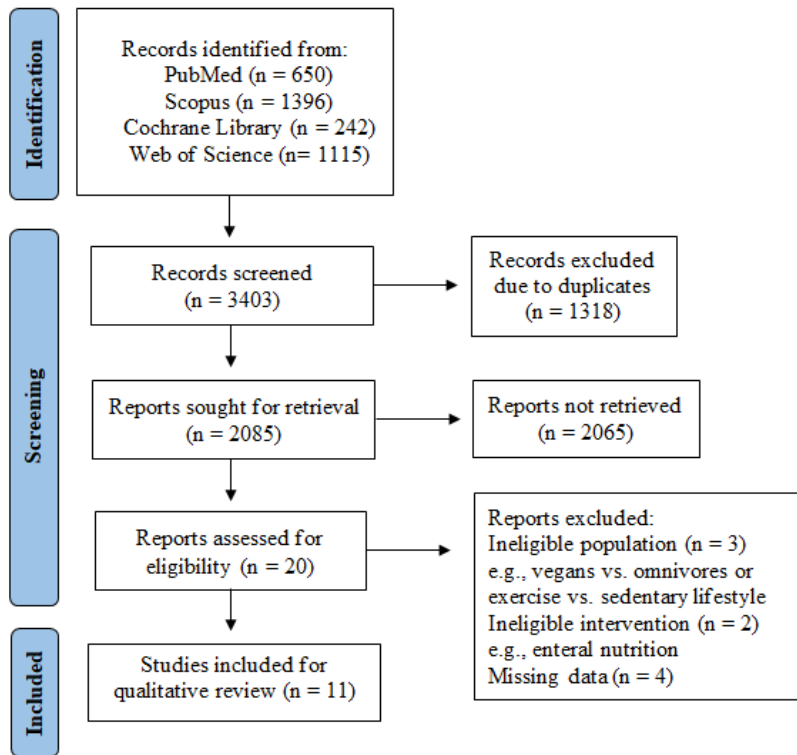 Identification
Records identified from:
PubMed (n = 650)
Scopus (n = 1396)
Cochrane Library (n = 242)
Web of Science (n= 1115)
Screening
Records screened
(n = 3403)
Records excluded
due to duplicates
(n = 1318)
Reports sought for retrieval
(n = 2085)
Reports not retrieved
(n = 2065)
Reports assessed for
eligibility (n = 20)
Reports excluded:
Ineligible population (n = 3)
e.g., vegans vs. omnivores or
exercise vs. sedentary lifestyle
Ineligible intervention (n = 2)
e.g., enteral nutrition
Missing data (n = 4)
Included
Studies included for
qualitative review (n = 11)